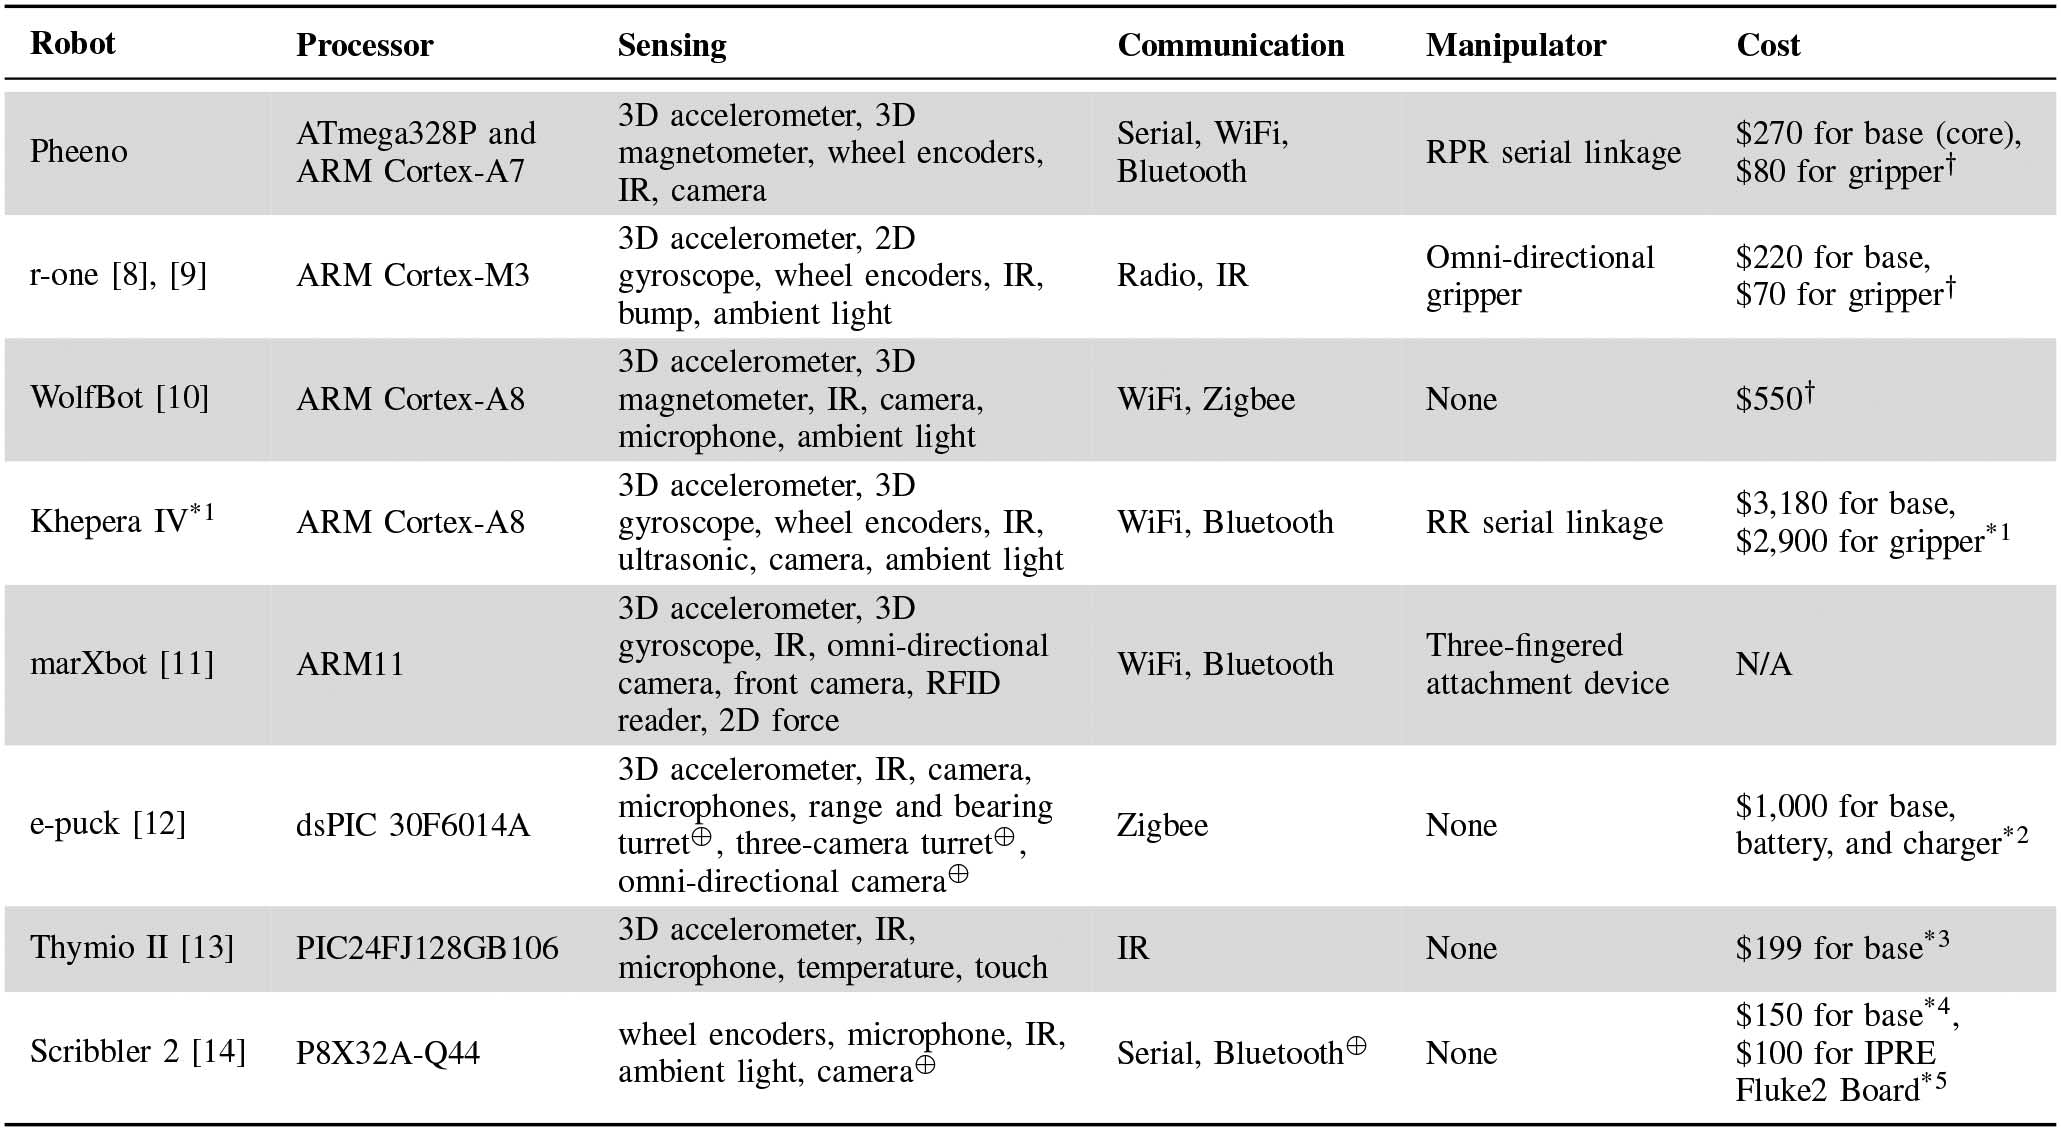 Robot Processor Sensing Communication Manipulator Cost
Pheeno
ATmega328P and
ARM Cortex-A7
3D accelerometer, 3D
magnetometer, wheel encoders,
IR, camera
Serial, WiFi,
Bluetooth
RPR serial linkage
$270 for base (core),
$80 for gripper†
r-one [8], [9]
ARM Cortex-M3
3D accelerometer, 2D
gyroscope, wheel encoders, IR,
bump, ambient light
Radio, IR
Omni-directional
gripper
$220 for base,
$70 for gripper†
WolfBot [10]
ARM Cortex-A8
3D accelerometer, 3D
magnetometer, IR, camera,
microphone, ambient light
WiFi, Zigbee
None
$550†
Khepera IV*1
ARM Cortex-A8
3D accelerometer, 3D
gyroscope, wheel encoders, IR,
ultrasonic, camera, ambient light
WiFi, Bluetooth
RR serial linkage
$3,180 for base,
$2,900 for gripper*1
marXbot [11]
ARM11
3D accelerometer, 3D
gyroscope, IR, omni-directional
camera, front camera, RFID
reader, 2D force
WiFi, Bluetooth
Three-fingered
attachment device
N/A
e-puck [12]
dsPIC 30F6014A
3D accelerometer, IR, camera,
microphones, range and bearing
turret⊕, three-camera turret⊕,
omni-directional camera⊕
Zigbee
None
$1,000 for base,
battery, and charger*2
Thymio II [13]
PIC24FJ128GB106
3D accelerometer, IR,
microphone, temperature, touch
IR
None
$199 for base*3
Scribbler 2 [14]
P8X32A-Q44
wheel encoders, microphone, IR,
ambient light, camera⊕
Serial, Bluetooth⊕
None
$150 for base*4,
$100 for IPRE
Fluke2 Board*5